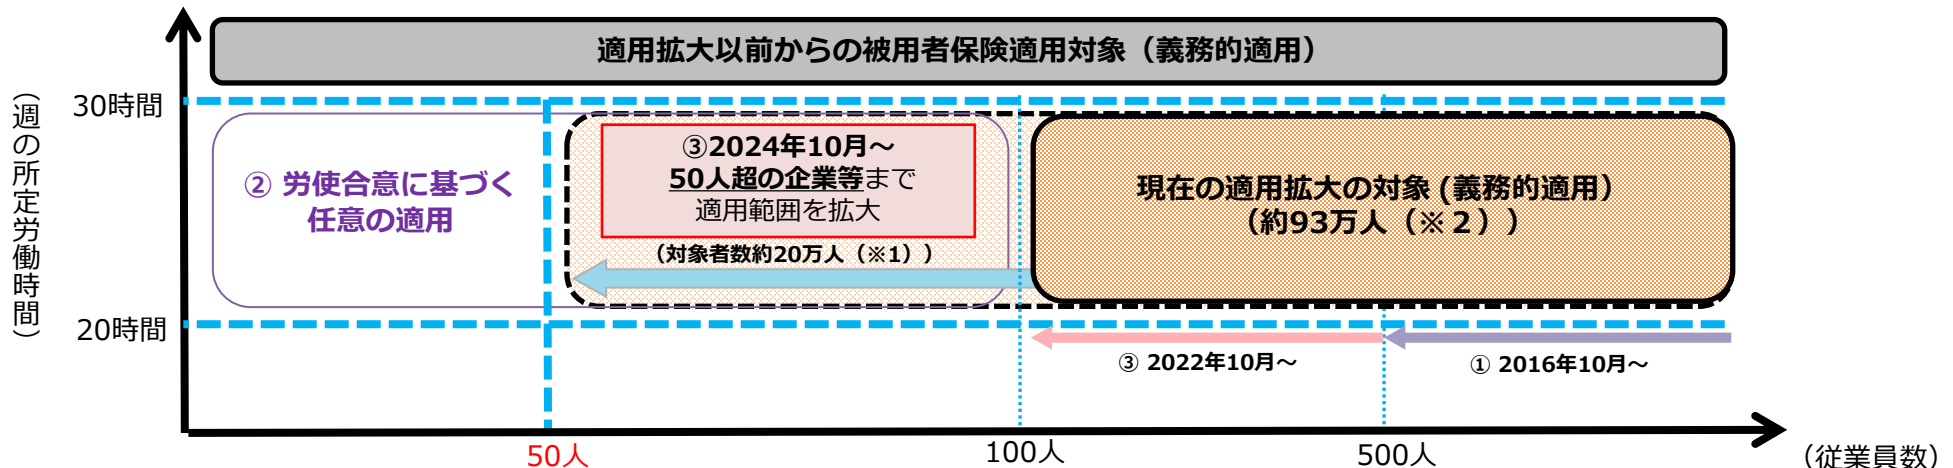 適用拡大以前からの被用者保険適用対象（義務的適用）
（週の所定労働時間）
30時間
20時間
② 労使合意に基づく
任意の適用
③2024年10月～
50人超の企業等まで
適用範囲を拡大
（対象者数約20万人（※1））
現在の適用拡大の対象 (義務的適用）
（約93万人（※２））
③ 2022年10月～
① 2016年10月～
50人
100人
500人
（従業員数）